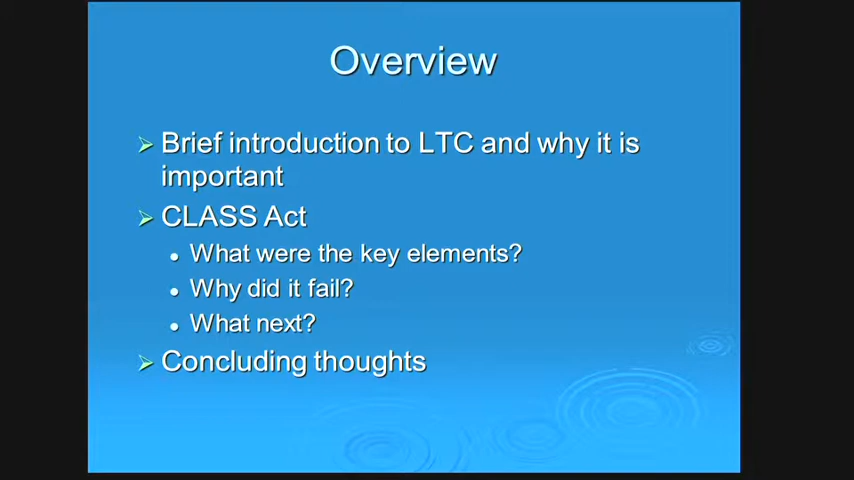 Overview
Brief introduction to LTC and why it is
important
CLASS Act
What were the key elements?
Why did it fail?
What next?
Concluding thoughts